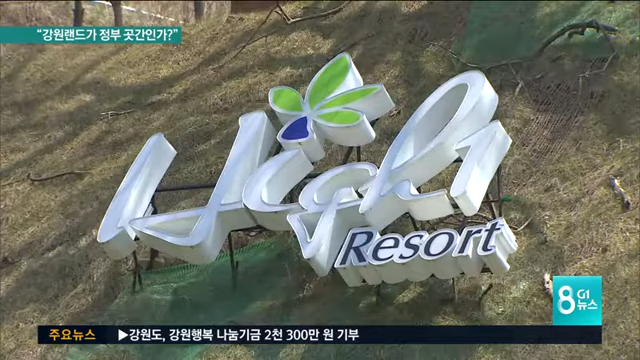 “강원랜드가 정부 곳간인가?”
High
Resort
8 G1
뉴스
주요뉴스 ▶강원도, 강원행복 나눔기금 2천 300만 원 기부